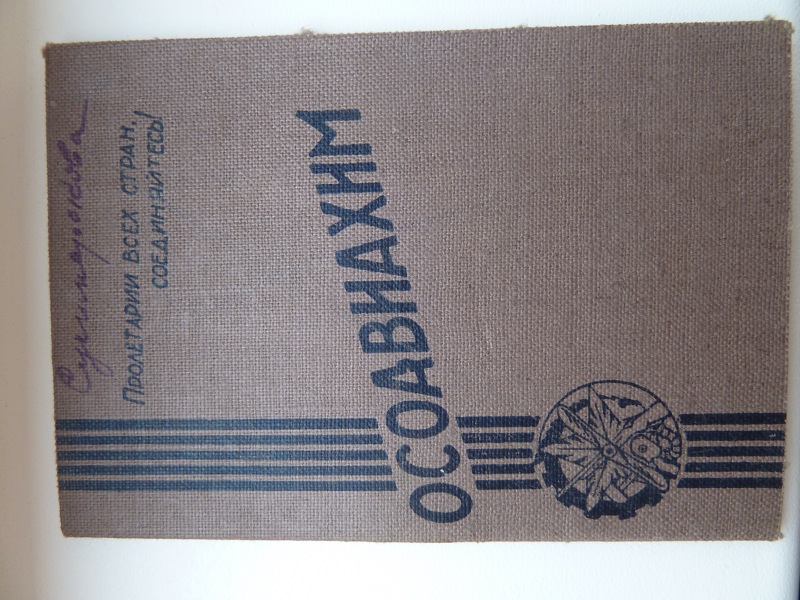 ПРОЛЕТАРИИ ВСЕХ СТРАН,
СОЕДИНЯЙТЕСЬ!
ОСОАВИАХИМ